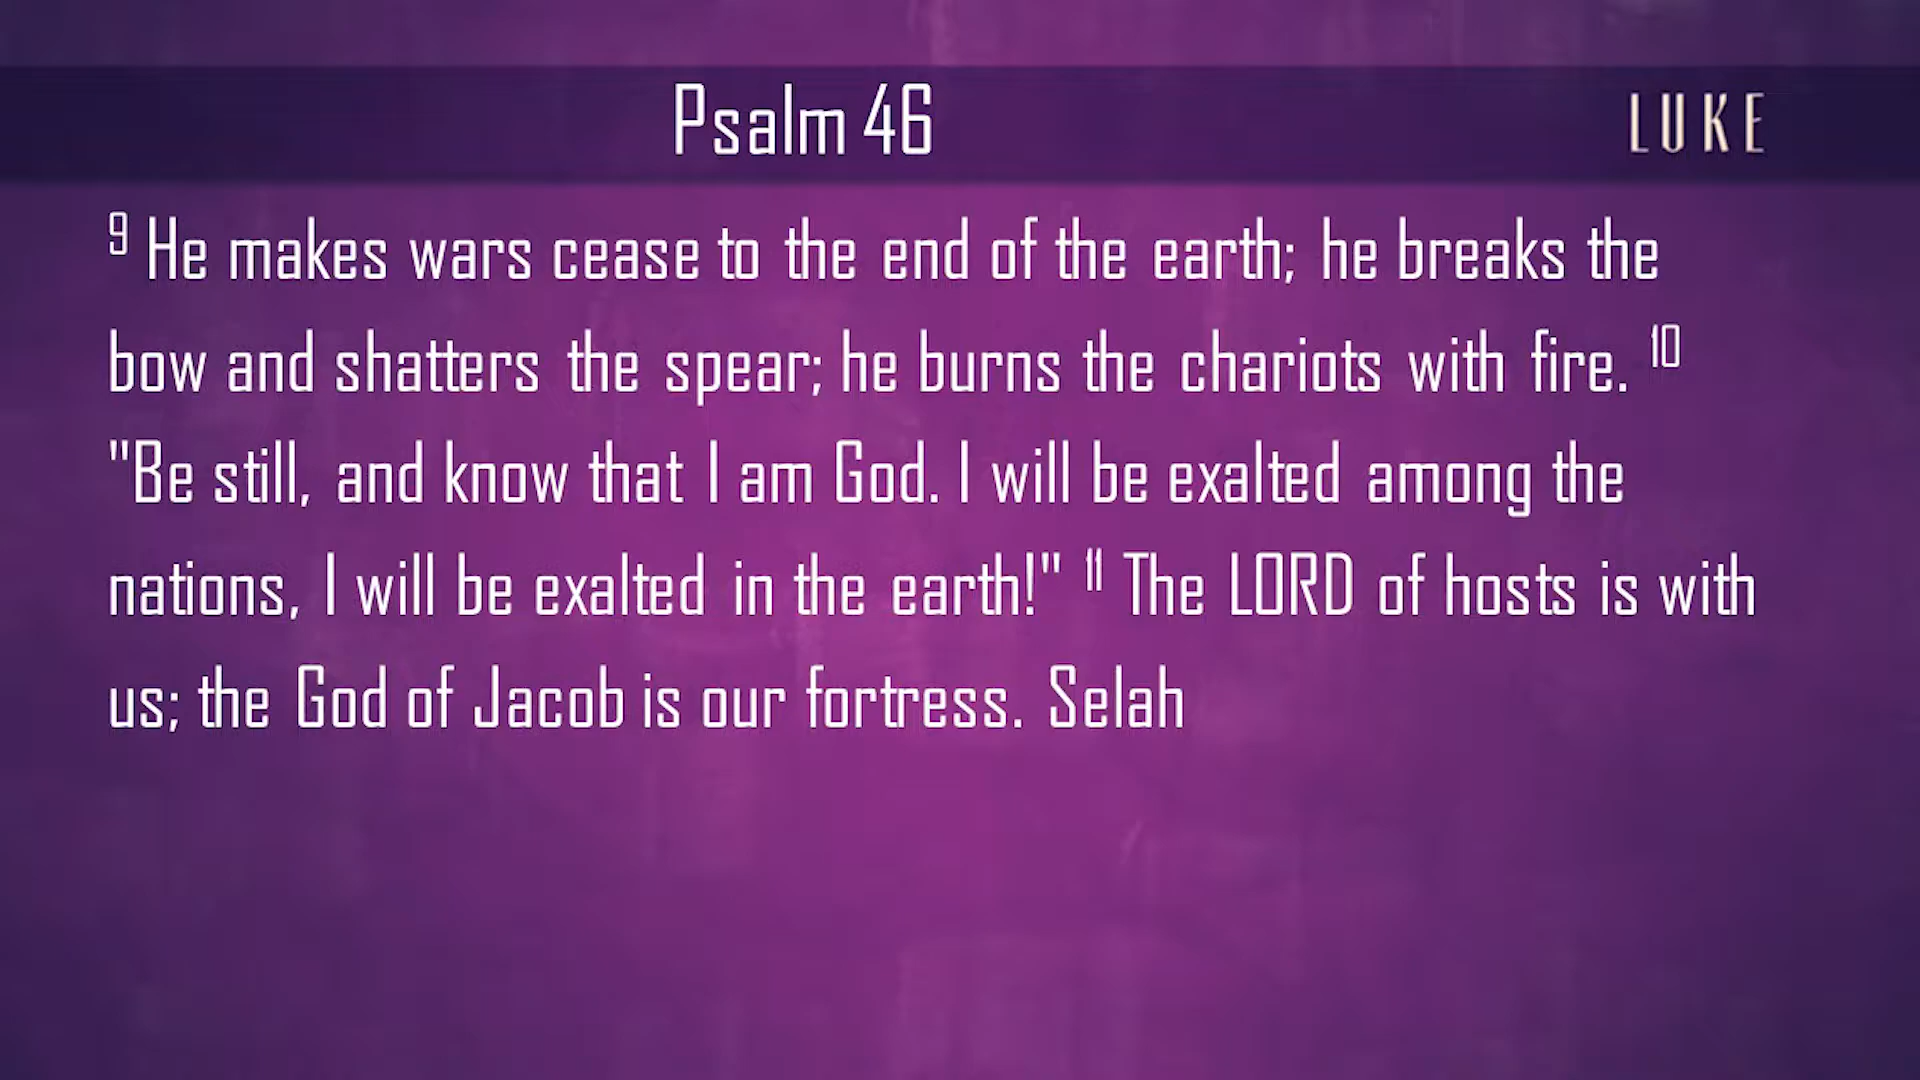 Psalm 46
LUKE
9 He makes wars cease to the end of the earth; he breaks the
bow and shatters the spear; he burns the chariots with fire. 10
"Be still, and know that I am God. I will be exalted among the
nations, I will be exalted in the earth!" 11 The LORD of hosts is with
us; the God of Jacob is our fortress. Selah